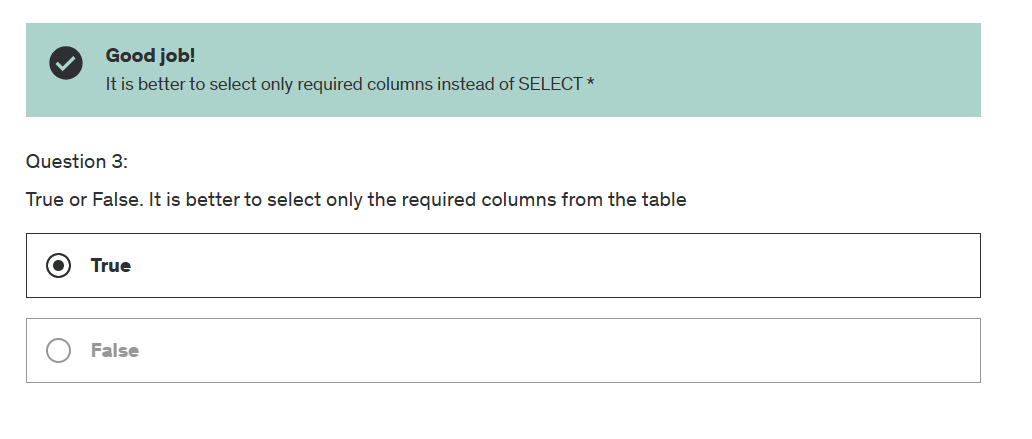 Good job!
It is better to select only required columns instead of SELECT *
Question 3:
True or False. It is better to select only the required columns from the table
True
False